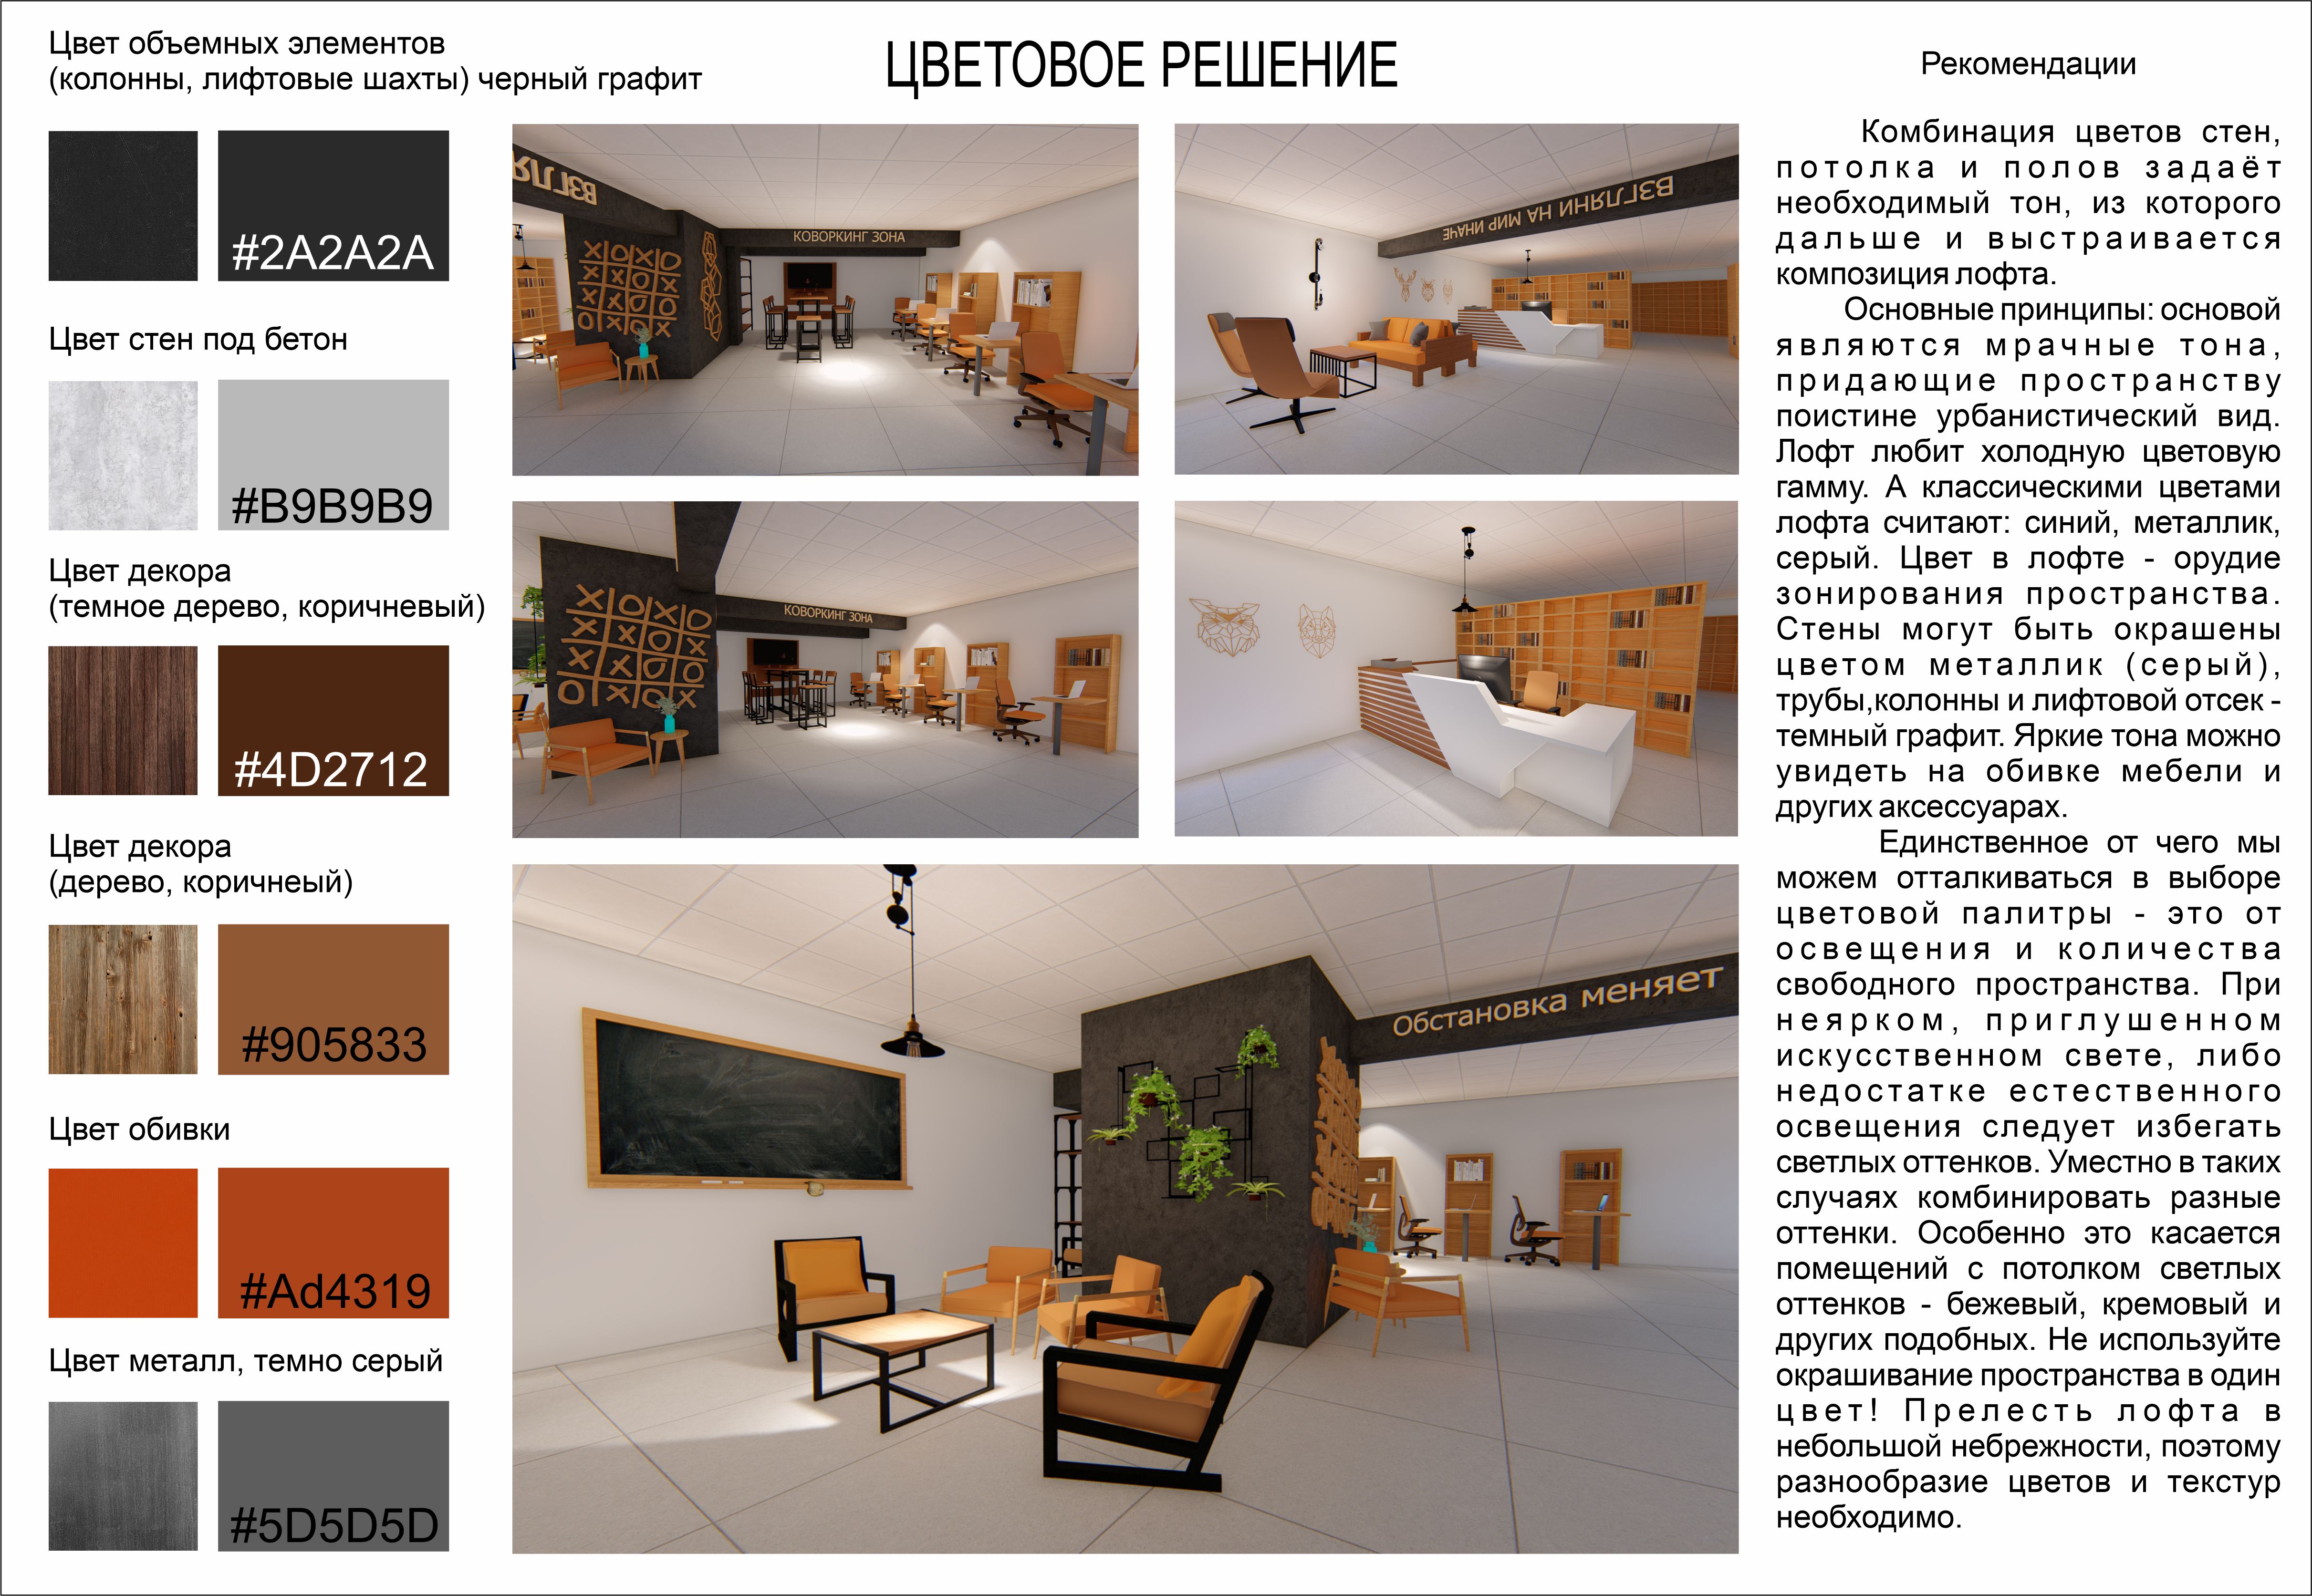 Цвет объемных элементов
(колонны, лифтовые шахты) черный графит
#2A2A2A
Цвет стен под бетон
#B9B9B9
Цвет декора
(темное дерево, коричневый)
#4D2712
Цвет декора
(дерево, коричнеый)
#905833
Цвет обивки
#Ad4319
Цвет металл, темно серый
#5D5D5D
ЦВЕТОВОЕ РЕШЕНИЕ
ВЗГЛЯ
КОВОРКИНГ ЗОНА
ВЗГЛЯНИ НА МИР ИНАЧЕ
КОВОРКИНГ ЗОНА
Обстановка меняет
Рекомендации
Комбинация цветов стен,
потолка и полов задаёт
необходимый тон, из которого
дальше и выстраивается
композиция лофта.
Основные принципы: основой
являются мрачные тона,
придающие пространству
поистине урбанистический вид.
Лофт любит холодную цветовую
гамму. А классическими цветами
лофта считают: синий, металлик,
серый. Цвет в лофте - орудие
зонирования пространства.
Стены могут быть окрашены
цветом металлик (серый),
трубы,колонны и лифтовой отсек -
темный графит. Яркие тона можно
увидеть на обивке мебели и
других аксессуарах.
Единственное от чего мы
можем отталкиваться в выборе
цветовой палитры - это от
освещения и количества
свободного пространства. При
неярком, приглушенном
искусственном свете, либо
недостатке естественного
освещения следует избегать
светлых оттенков. Уместно в таких
случаях комбинировать разные
оттенки. Особенно это касается
помещений с потолком светлых
оттенков - бежевый, кремовый и
других подобных. Не используйте
окрашивание пространства в один
цвет! Прелесть лофта в
небольшой небрежности, поэтому
разнообразие цветов и текстур
необходимо.